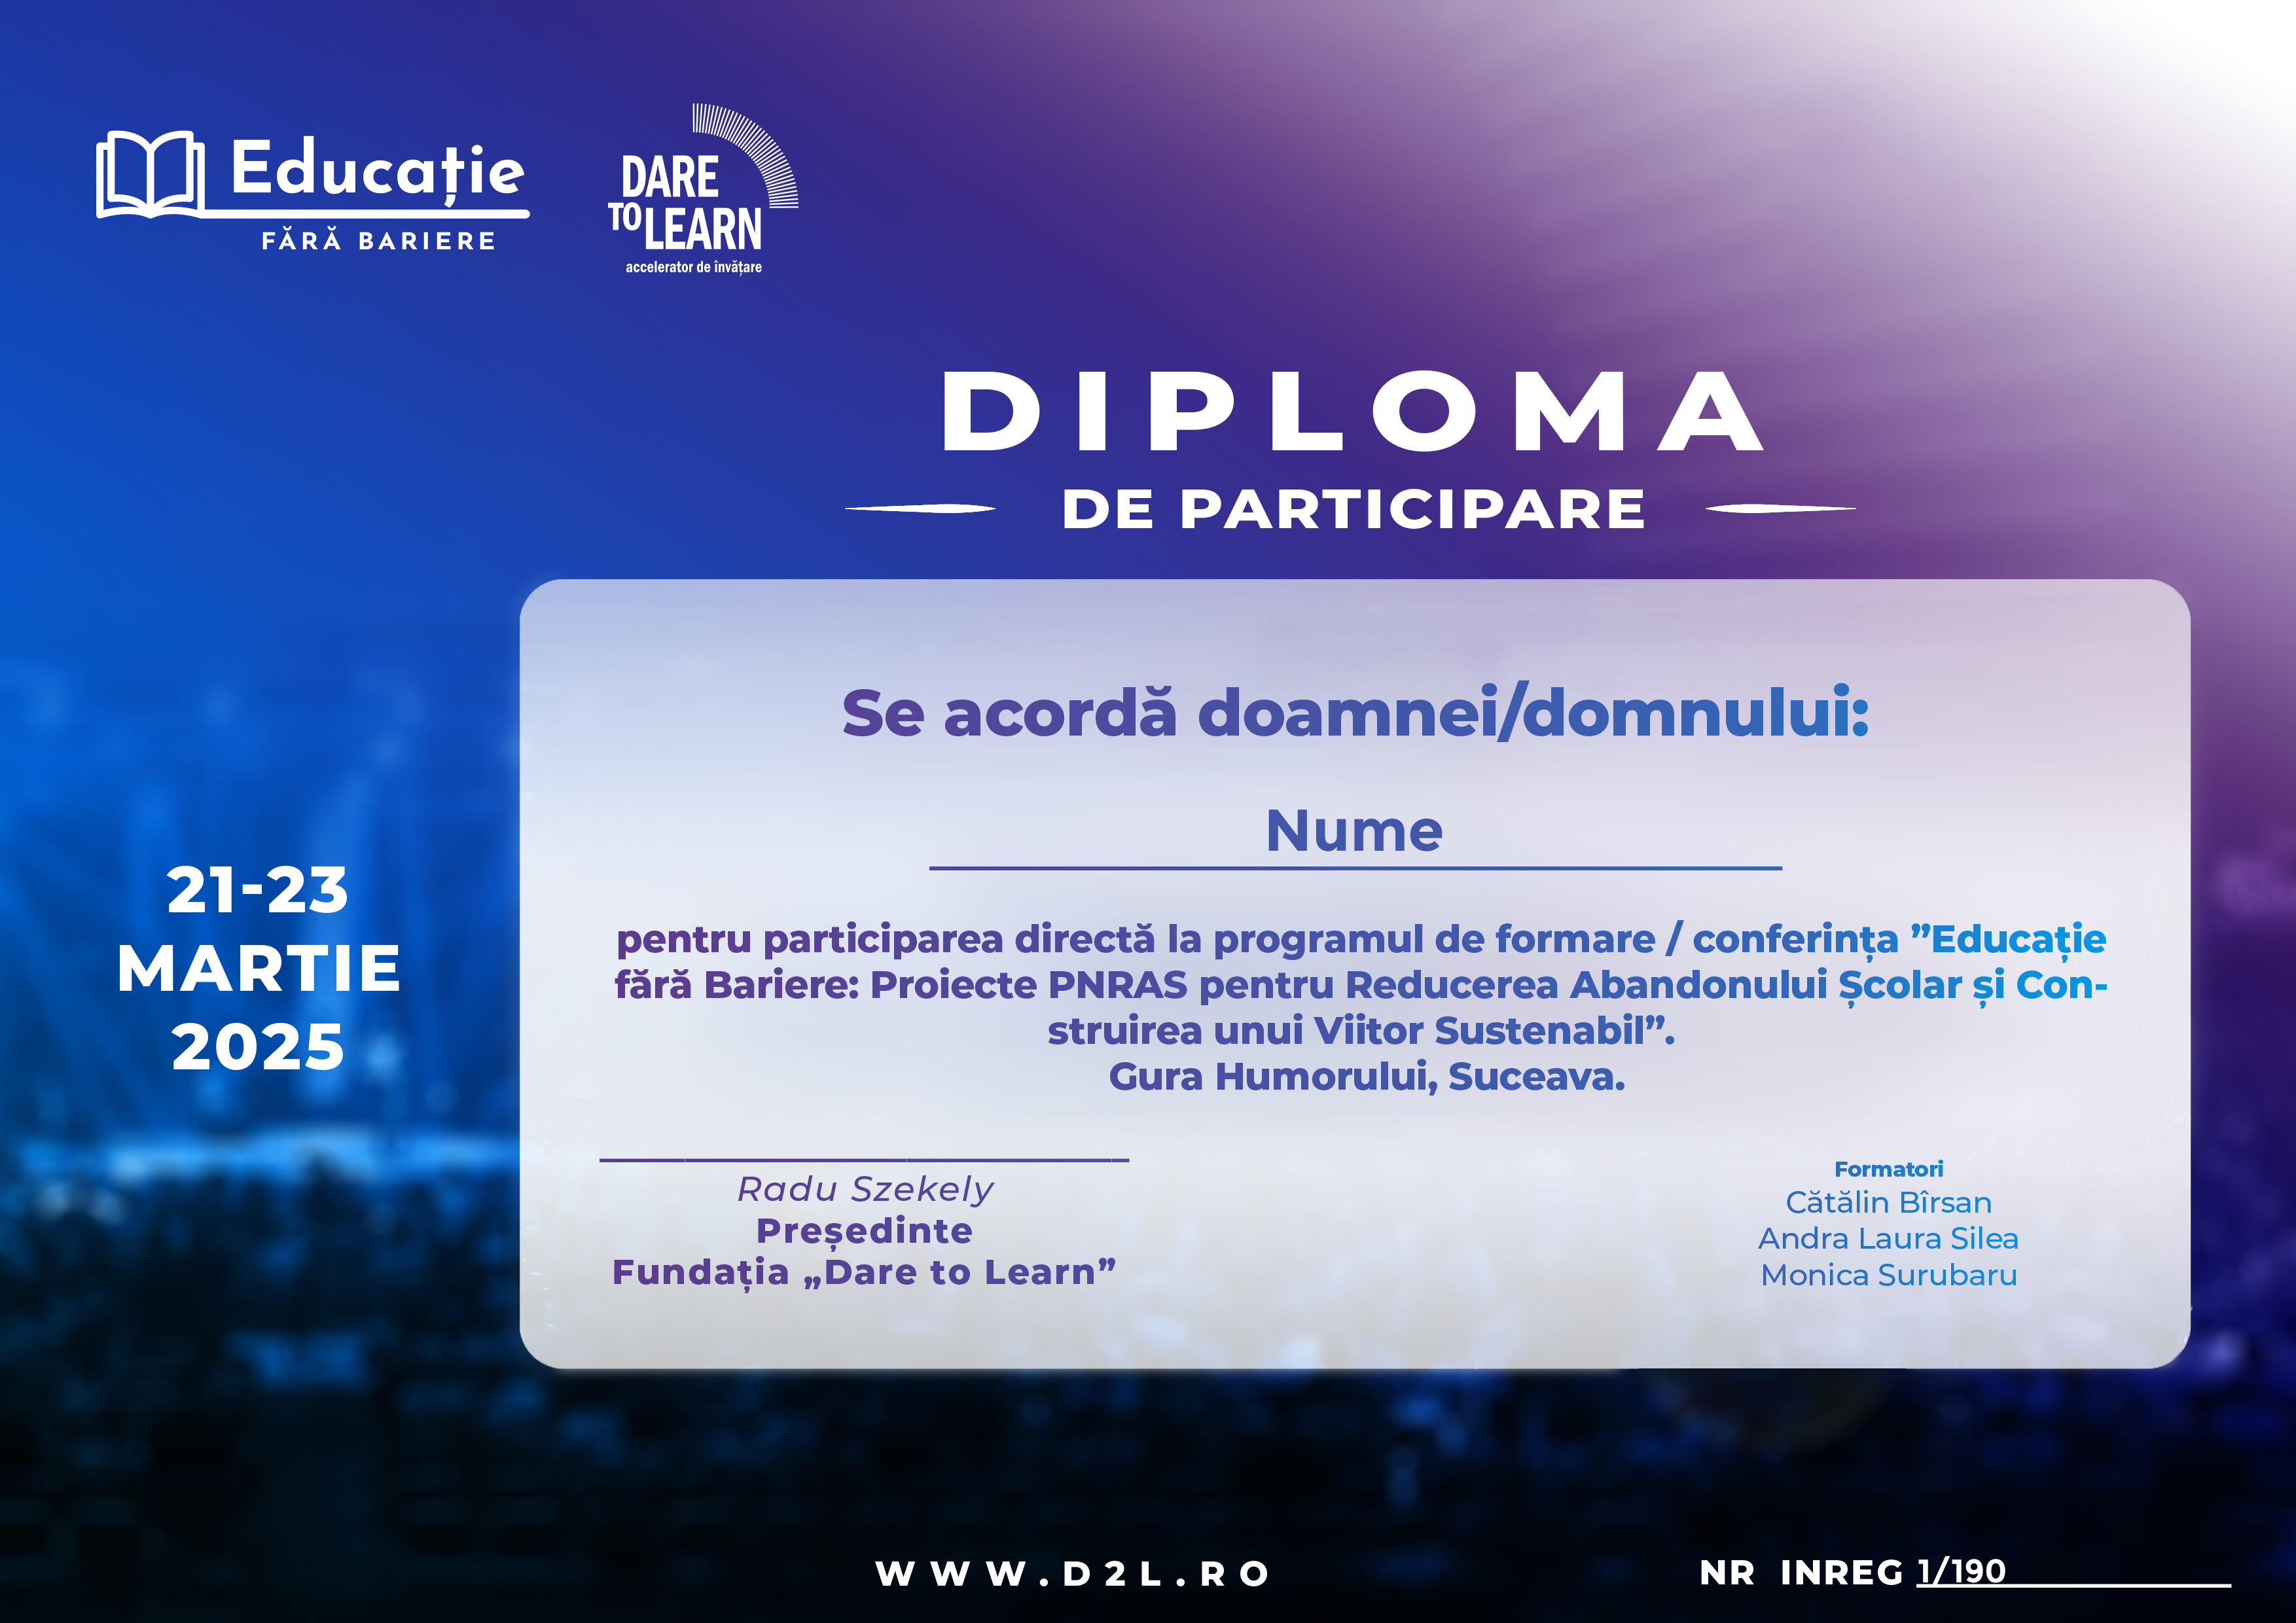 Educație
FĂRĂ BARIERE
DARE
TO LEARN
accelerator de învățare
DIPLOMA
DE PARTICIPARE
21-23
MARTIE
2025
Se acordă doamnei/domnului:
Nume
pentru participarea directă la programul de formare / conferința ”Educație
fără Bariere: Proiecte PNRAS pentru Reducerea Abandonului Școlar și Con-
struirea unui Viitor Sustenabil”.
Gura Humorului, Suceava.
Radu Szekely
Președinte
Fundația „Dare to Learn”
Formatori
Cătălin Bîrsan
Andra Laura Silea
Monica Surubaru
WWW.D2L.RO
NR INREG 1/190